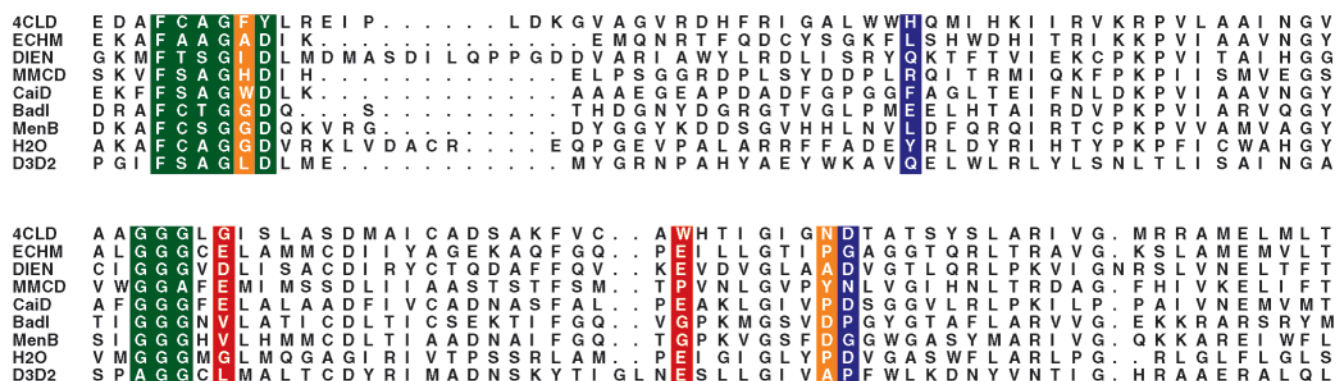 4CLD E D A F C A G F Y L R E I P . . . . . . L D K G V A G V R D H F R I G A L W W H Q M I H K I I R V K R P V L A A I N G V
ECHM E K A F A A G A D I K . . . . . . . . . . . . . E M Q N R T F Q D C Y S G K F L S H W D H I T R I K K P V I A A V N G Y
DIEN G K M F T S G I D L M D M A S D I L Q P P G D D V A R I A W Y L R D L I S R Y Q K T F T V I E K C P K P V I T A I H G G
MMCD S K V F S A G H D I H . . . . . . . . . . . . E L P S G G R D P L S Y D D P L R Q I T R M I Q K F P K P I I S M V E G S
CaiD E K F F S A G W D L K . . . . . . . . . . . . A A A E G E A P D A D F G P G G F A G L T E I F N L D K P V I A A V N G Y
BadI D R A F C T G G D Q . . . S . . . . . . . . . T H D G N Y D G R G T V G L P M E E L H T A I R D V P K P V I A R V Q G Y
MenB D K A F C S G G D Q K V R G . . . . . . . . . D Y G G Y K D D S G V H H L N V L D F Q R Q I R T C P K P V V A M V A G Y
H2O A K A F C A G G D V R K L V D A C R . . . . E Q P G E V P A L A R R F F A D E Y R L D Y R I H T Y P K P F I C W A H G Y
D3D2 P G I F S A G L D L M E . . . . . . . . . . . M Y G R N P A H Y A E Y W K A V Q E L W L R L Y L S N L T L I S A I N G A
4CLD A A G G G L G I S L A S D M A I C A D S A K F V C . . A W H T I G I G N D T A T S Y S L A R I V G . M R R A M E L M L T
ECHM A L G G G C E L A M M C D I I Y A G E K A Q F G Q . . P E I L L G T I P G A G G T Q R L T R A V G . K S L A M E M V L T
DIEN C I G G G V D L I S A C D I R Y C T Q D A F F Q V . . K E V D V G L A A D V G T L Q R L P K V I G N R S L V N E L T F T
MMCD V W G G A F E M I M S S D L I I A A S T S T F S M . . T P V N L G V P Y N L V G I H N L T R D A G . F H I V K E L I F T
CaiD A F G G G F E L A L A A D F I V C A D N A S F A L . . P E A K L G I V P D S G G V L R L P K I L P . P A I V N E M V M T
BadI T I G G G N V L A T I C D L T I C S E K T I F G Q . . V G P K M G S V D P G Y G T A F L A R V V G . E K K R A R S R Y M
MenB S I G G G H V L H M M C D L T I A A D N A I F G Q . . T G P K V G S F D G G W G A S Y M A R I V G . Q K K A R E I W F L
H2O V M G G G M G L M Q G A G I R I V T P S S R L A M . . P E I G I G L Y P D V G A S W F L A R L P G . . R L G L F L G L S
D3D2 S P A G G C L M A L T C D Y R I M A D N S K Y T I G L N E S L L G I V A P F W L K D N Y V N T I G . H R A A E R A L Q L